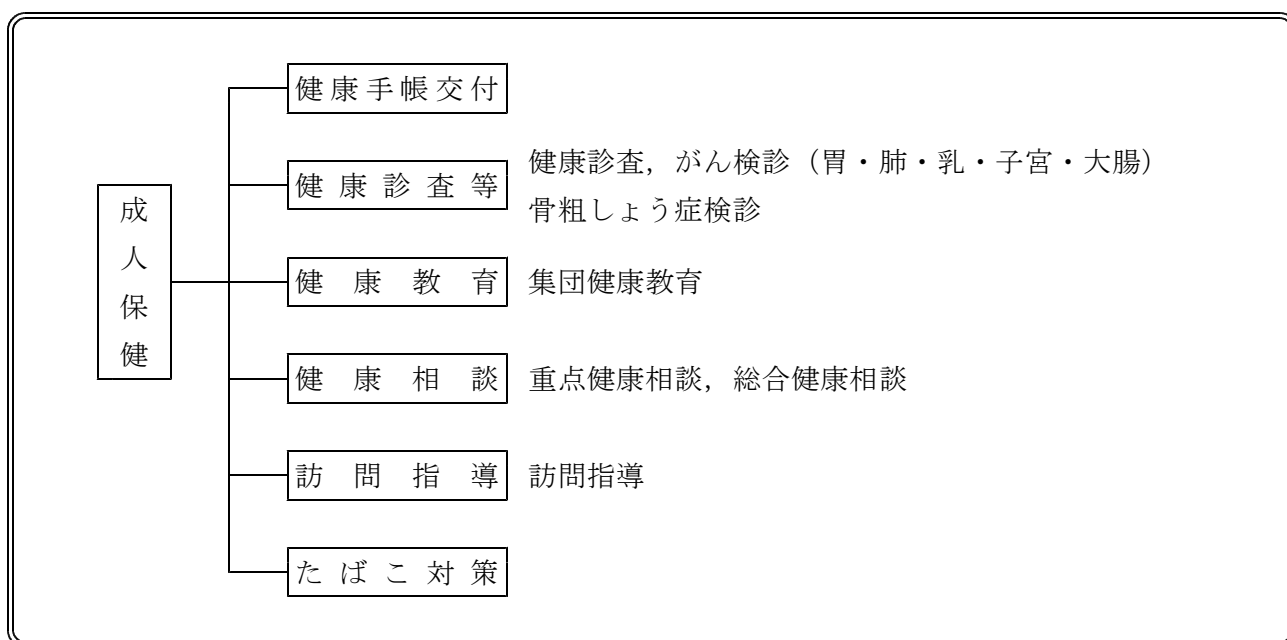 成人保健
健康手帳交付
健康診査等
健康診査，がん検診（胃・肺・乳・子宮・大腸）
骨粗しょう症検診
健康教育
集団健康教育
健康相談
重点健康相談，総合健康相談
訪問指導
訪問指導
たばこ対策